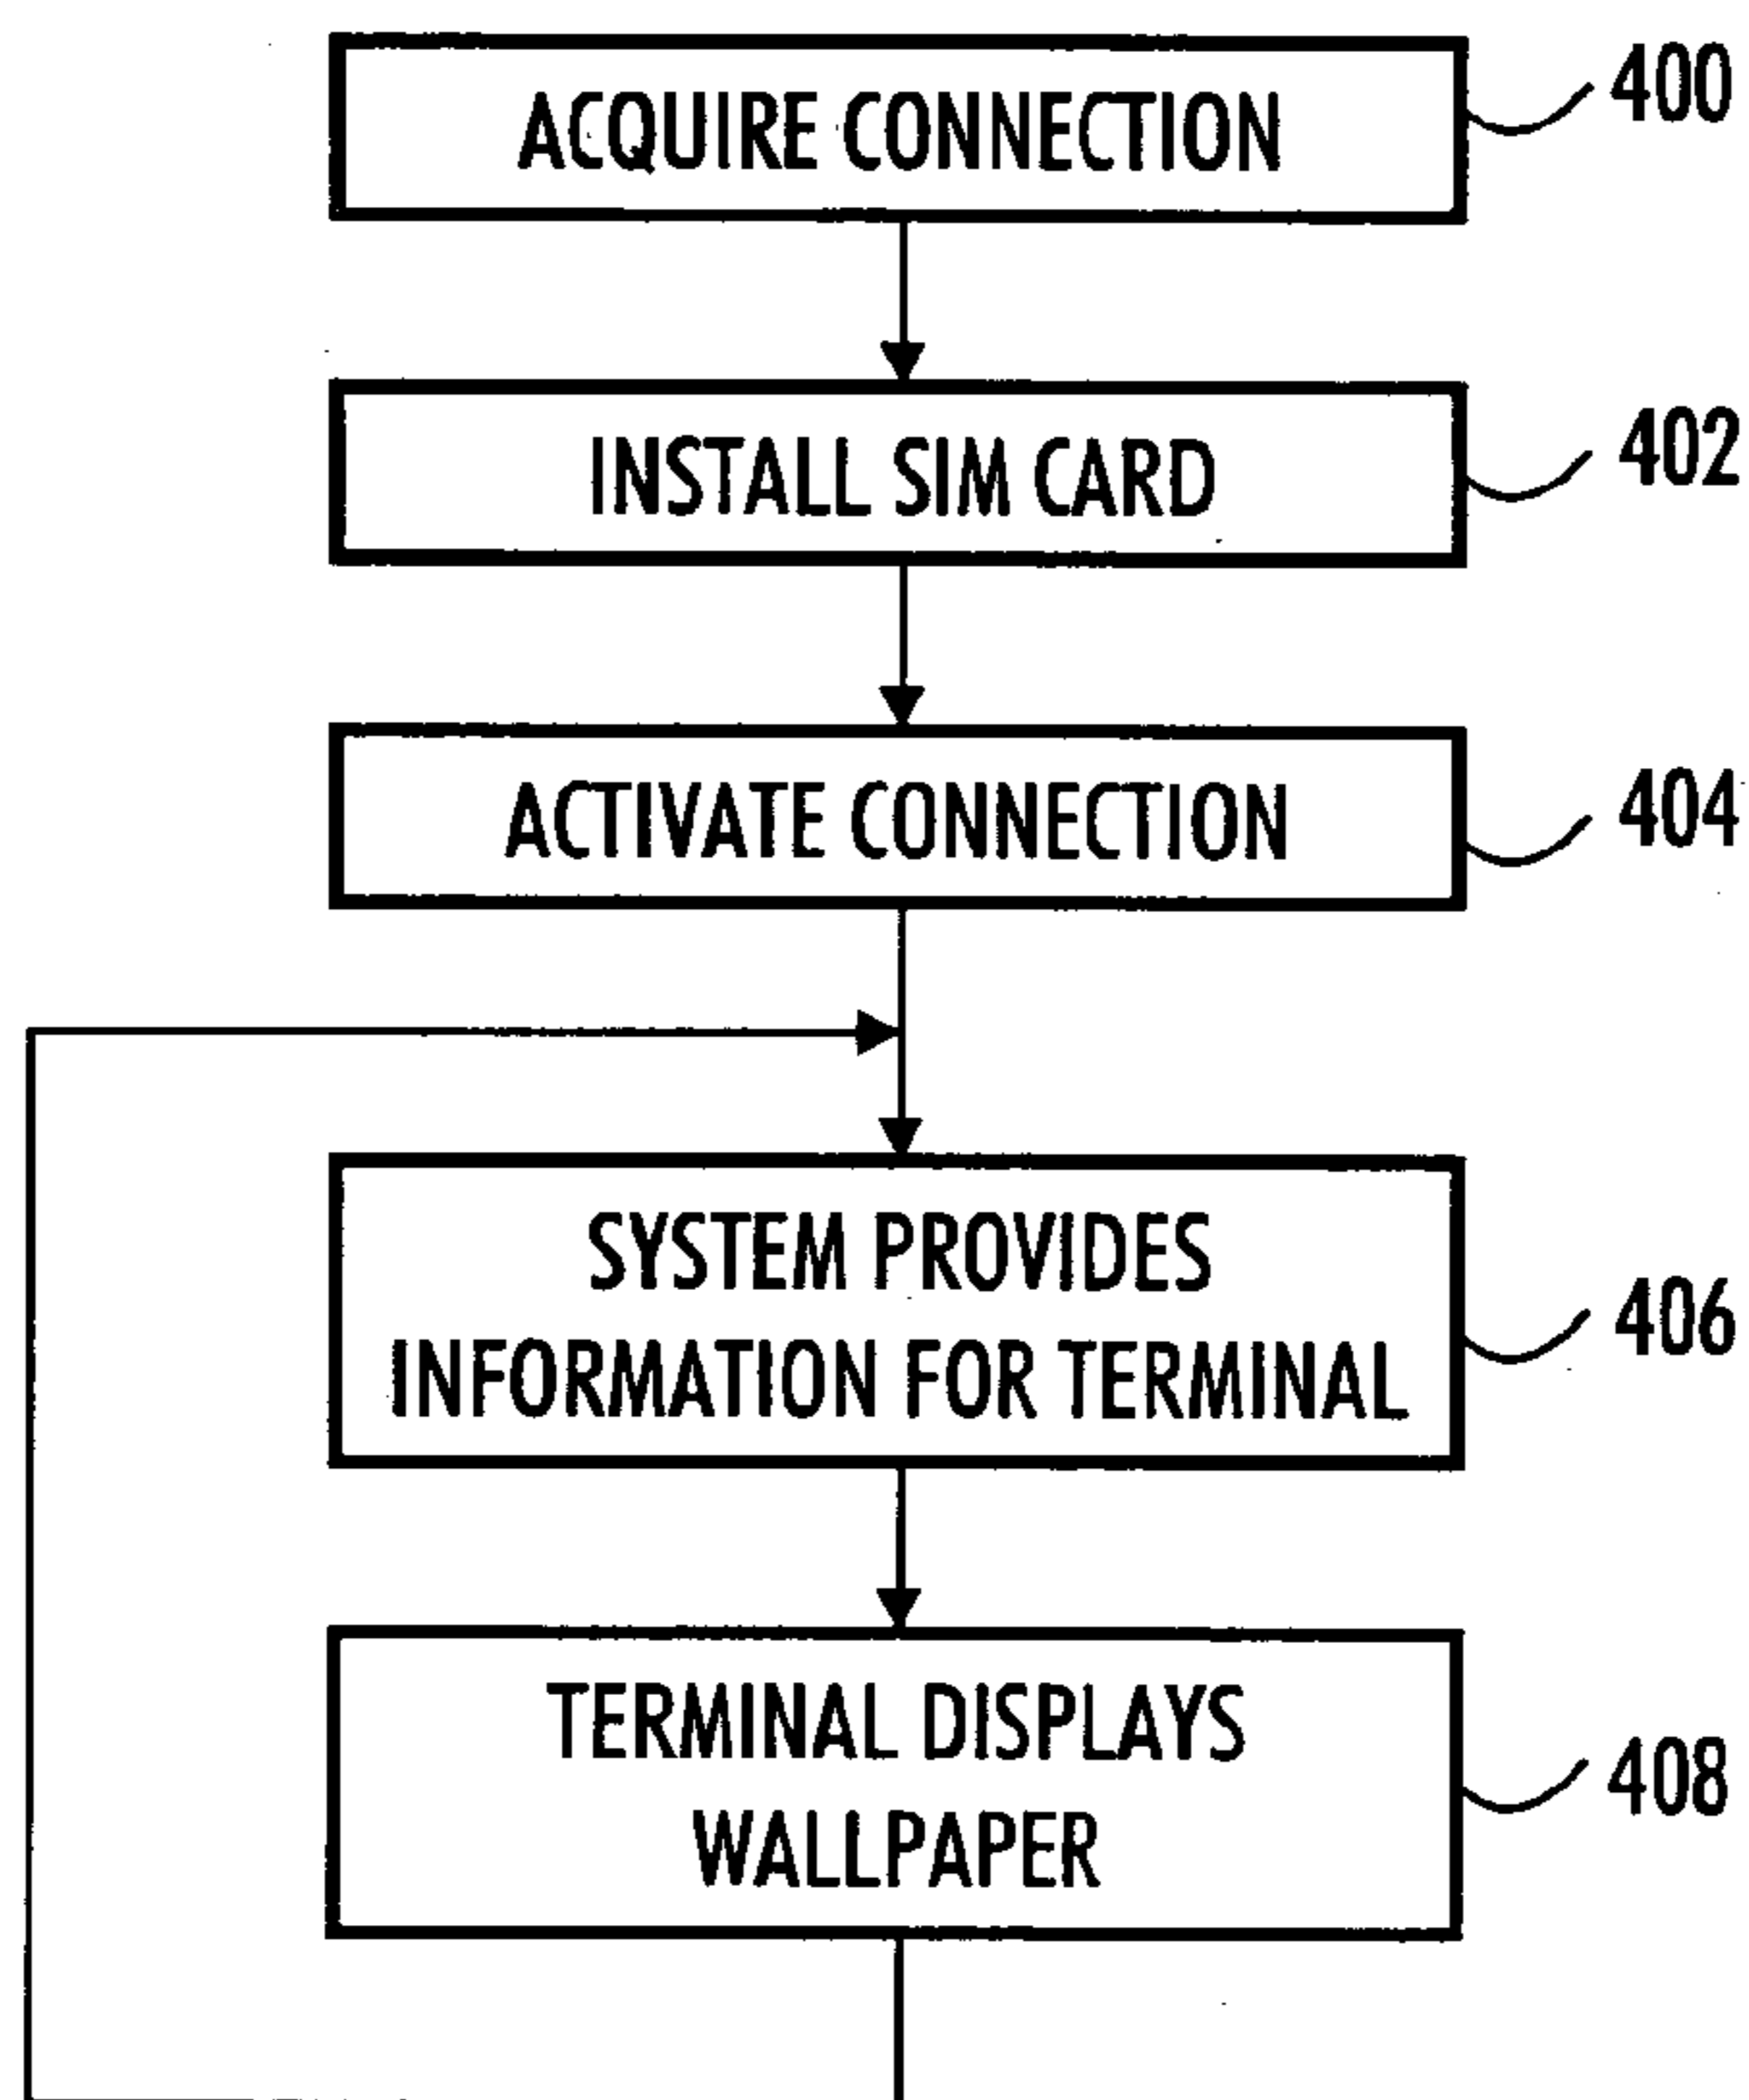 ACQUIRE CONNECTION
400
INSTALL SIM CARD
402
ACTIVATE CONNECTION
404
SYSTEM PROVIDES
INFORMATION FOR TERMINAL
406
TERMINAL DISPLAYS
WALLPAPER
408